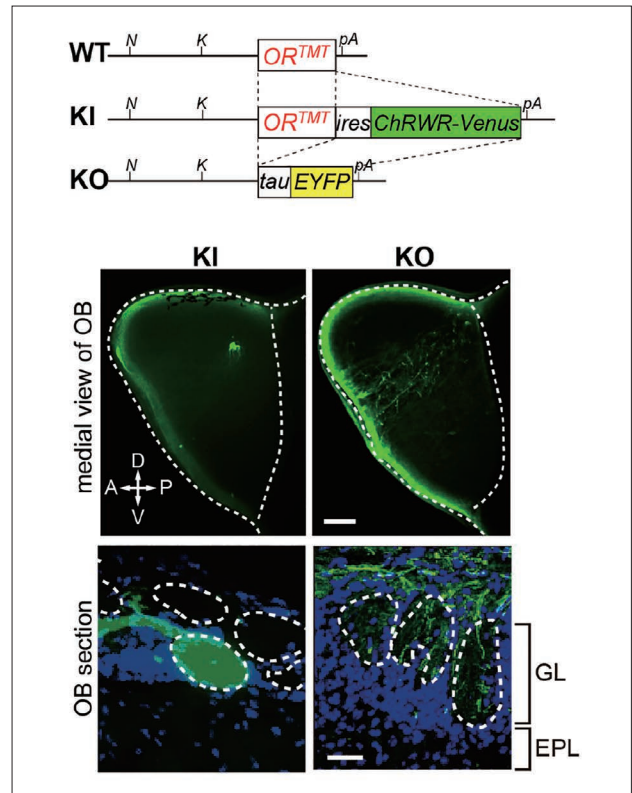 N K pA
WT OR^TMT
N K pA
KI OR^TMT ires ChRWR-Venus
N K pA
KO tau EYFP
KI KO
medial view of OB
D
A P
V
OB section
GL
EPL